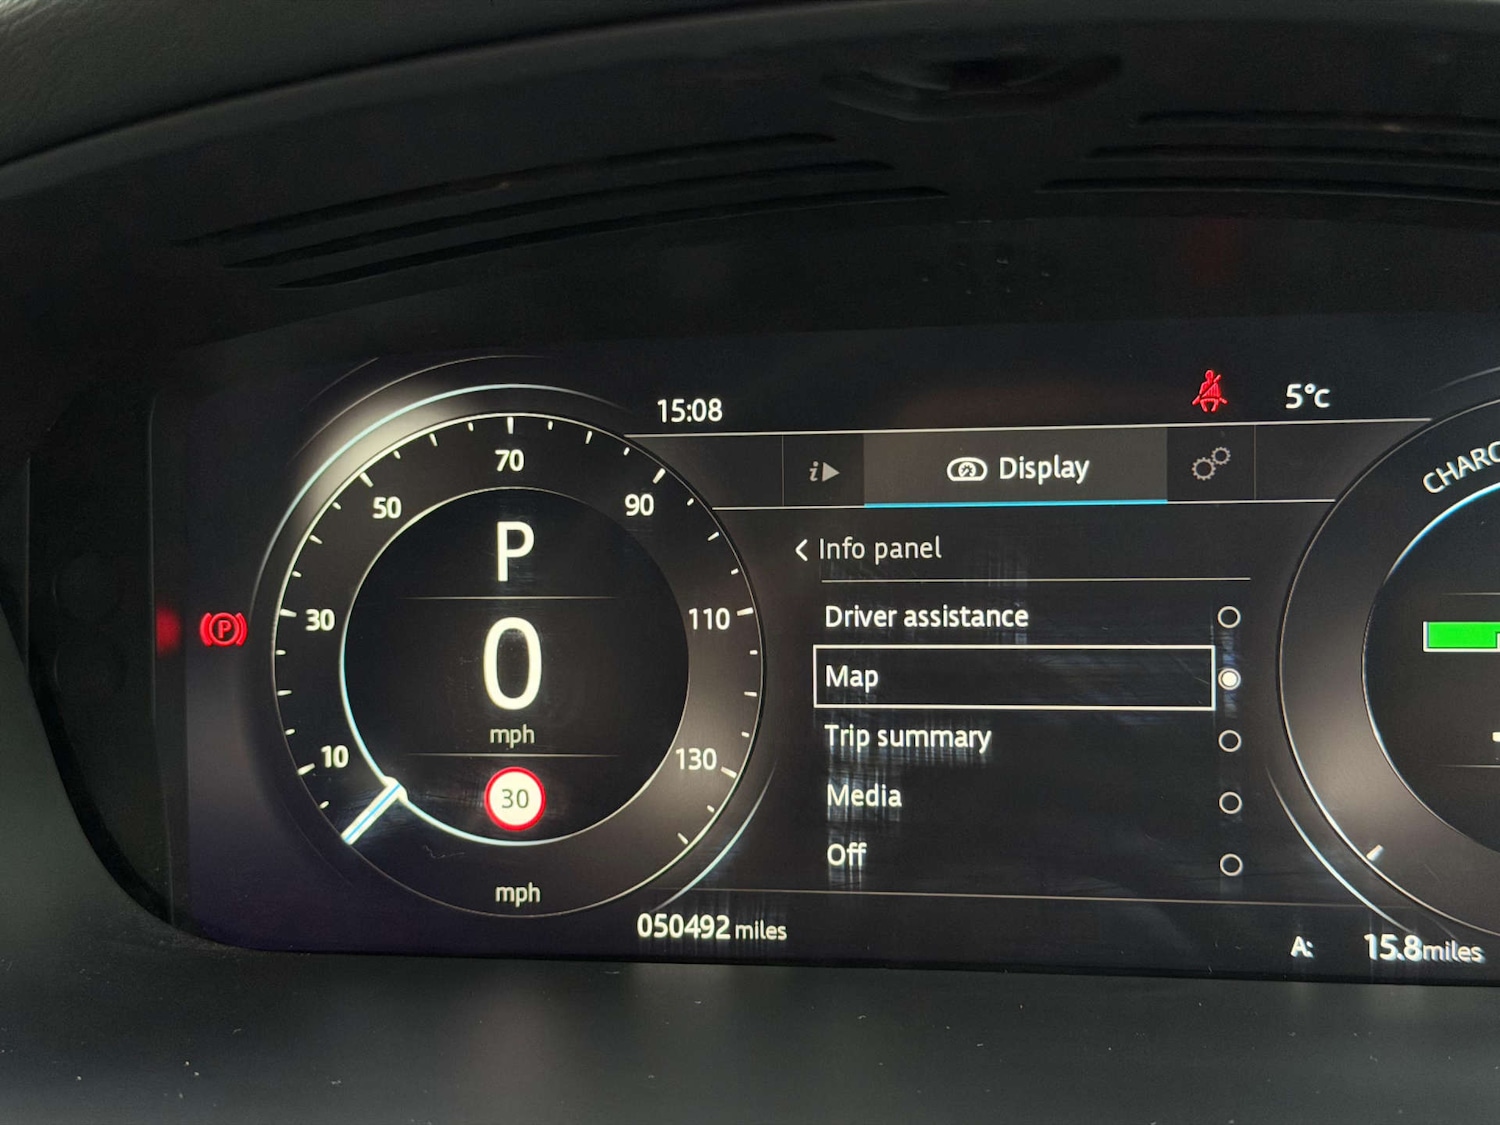 15:08
5°c
i
Display
CHARG
Info panel
Driver assistance
Map
Trip summary
Media
Off
70
50
90
30
110
10
130
P
0
mph
30
mph
P
050492 miles
A: 15.8miles